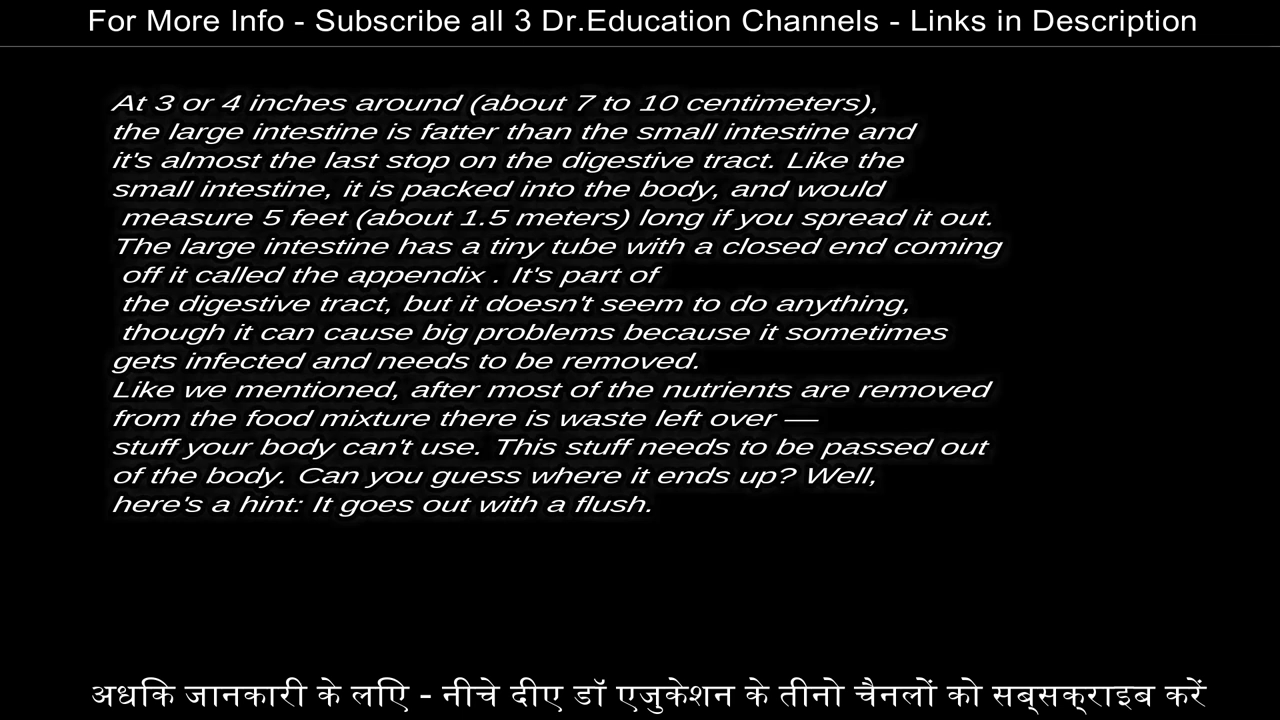 For More Info - Subscribe all 3 Dr.Education Channels - Links in Description
At 3 or 4 inches around (about 7 to 10 centimeters),
the large intestine is fatter than the small intestine and
it's almost the last stop on the digestive tract. Like the
small intestine, it is packed into the body, and would
measure 5 feet (about 1.5 meters) long if you spread it out.
The large intestine has a tiny tube with a closed end coming
off it called the appendix . It's part of
the digestive tract, but it doesn't seem to do anything,
though it can cause big problems because it sometimes
gets infected and needs to be removed.
Like we mentioned, after most of the nutrients are removed
from the food mixture there is waste left over —
stuff your body can't use. This stuff needs to be passed out
of the body. Can you guess where it ends up? Well,
here's a hint: It goes out with a flush.
अधिक जानकारी के लिए - नीचे दीए डॉ एजुकेशन के तीनो चैनलों को सब्सक्राइब करें